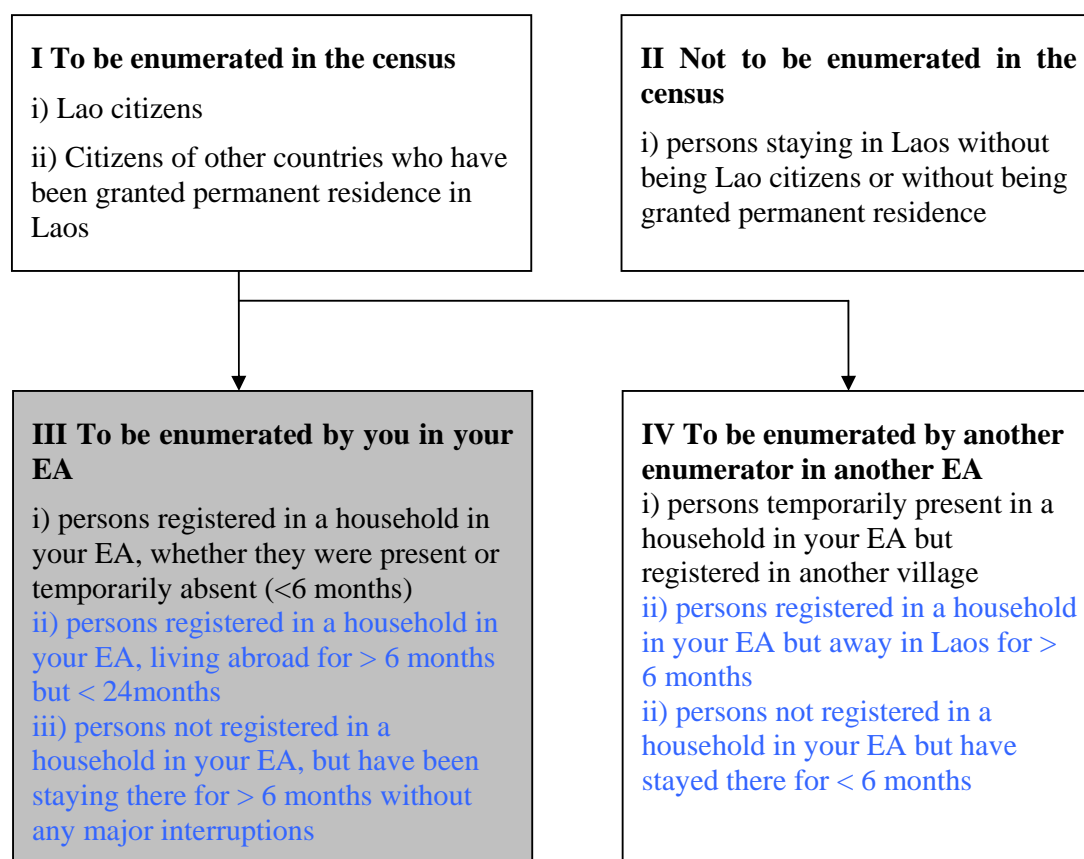 I To be enumerated in the census
i) Lao citizens
ii) Citizens of other countries who have
been granted permanent residence in
Laos
II Not to be enumerated in the
census
i) persons staying in Laos without
being Lao citizens or without being
granted permanent residence
III To be enumerated by you in your
EA
i) persons registered in a household in
your EA, whether they were present or
temporarily absent (<6 months)
ii) persons registered in a household in
your EA, living abroad for > 6 months
but < 24months
iii) persons not registered in a
household in your EA, but have been
staying there for > 6 months without
any major interruptions
IV To be enumerated by another
enumerator in another EA
i) persons temporarily present in a
household in your EA but
registered in another village
ii) persons registered in a household
in your EA but away in Laos for >
6 months
ii) persons not registered in a
household in your EA but have
stayed there for < 6 months